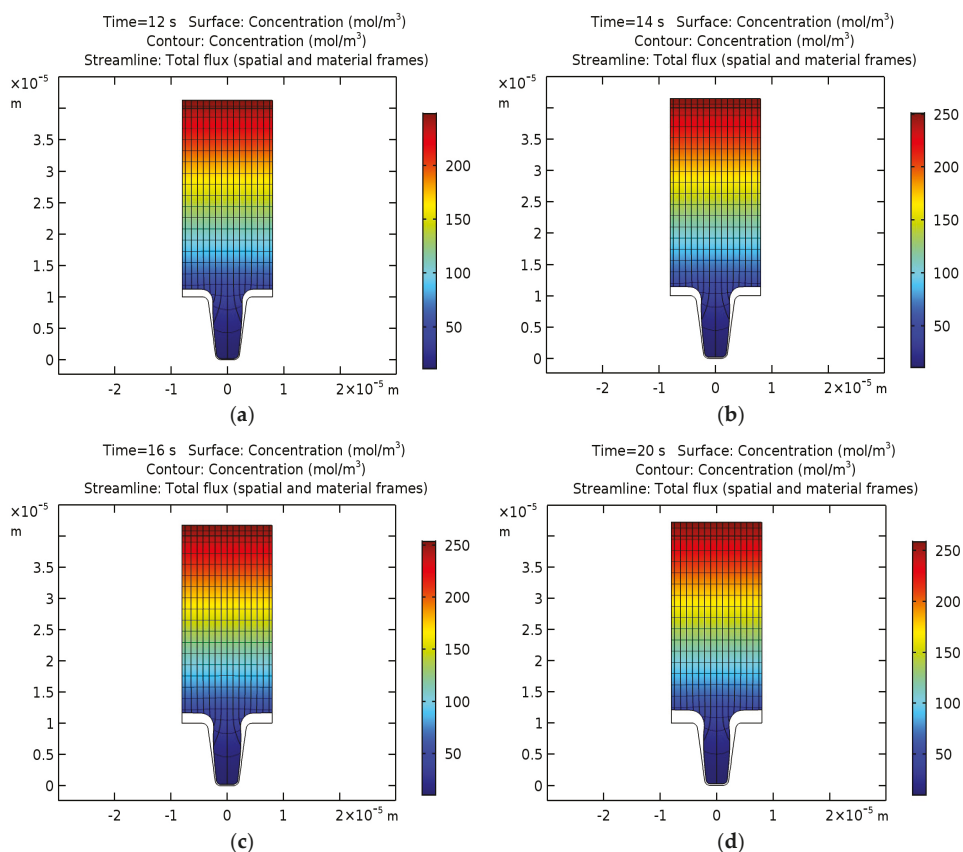 Time=12 s Surface: Concentration (mol/m³)
Contour: Concentration (mol/m³)
Streamline: Total flux (spatial and material frames)
×10⁻⁵
m
3.5
3
2.5
2
1.5
1
0.5
0
-2
-1
0
1
2×10⁻⁵ m
200
150
100
50
(a)
Time=14 s Surface: Concentration (mol/m³)
Contour: Concentration (mol/m³)
Streamline: Total flux (spatial and material frames)
×10⁻⁵
m
3.5
3
2.5
2
1.5
1
0.5
0
-2
-1
0
1
2×10⁻⁵ m
250
200
150
100
50
(b)
Time=16 s Surface: Concentration (mol/m³)
Contour: Concentration (mol/m³)
Streamline: Total flux (spatial and material frames)
×10⁻⁵
m
3.5
3
2.5
2
1.5
1
0.5
0
-2
-1
0
1
2×10⁻⁵ m
250
200
150
100
50
(c)
Time=20 s Surface: Concentration (mol/m³)
Contour: Concentration (mol/m³)
Streamline: Total flux (spatial and material frames)
×10⁻⁵
m
3.5
3
2.5
2
1.5
1
0.5
0
-2
-1
0
1
2×10⁻⁵ m
250
200
150
100
50
(d)